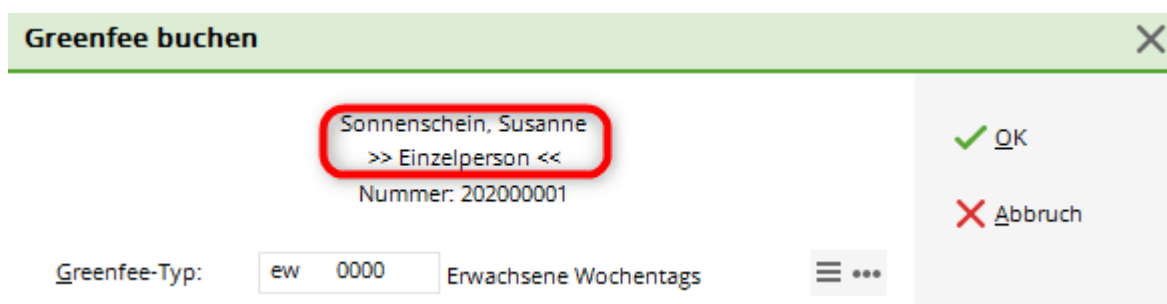 Greenfee buchen
Sonnenschein, Susanne
>> Einzelperson <<
Nummer: 202000001
OK
Abbruch
Greenfee-Typ: ew 0000 Erwachsene Wochentags